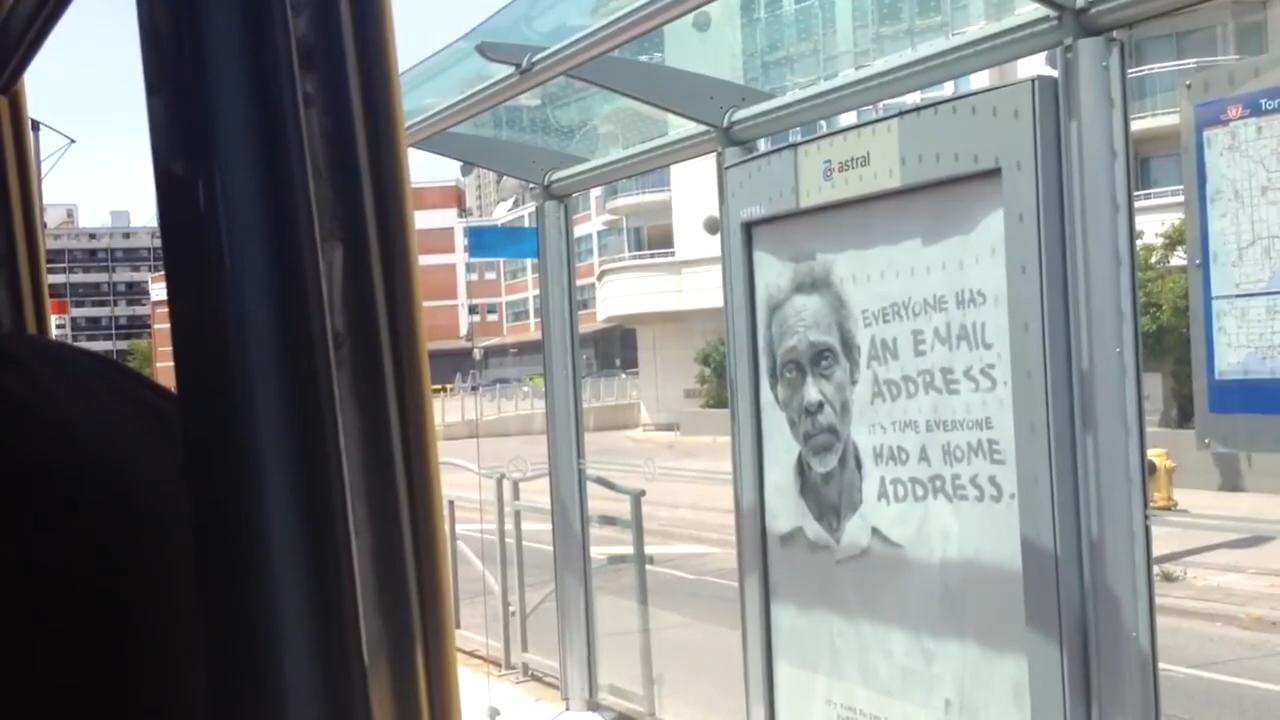 astral
EVERYONE HAS
AN EMAIL
ADDRESS.
IT'S TIME EVERYONE
HAD A HOME
ADDRESS.